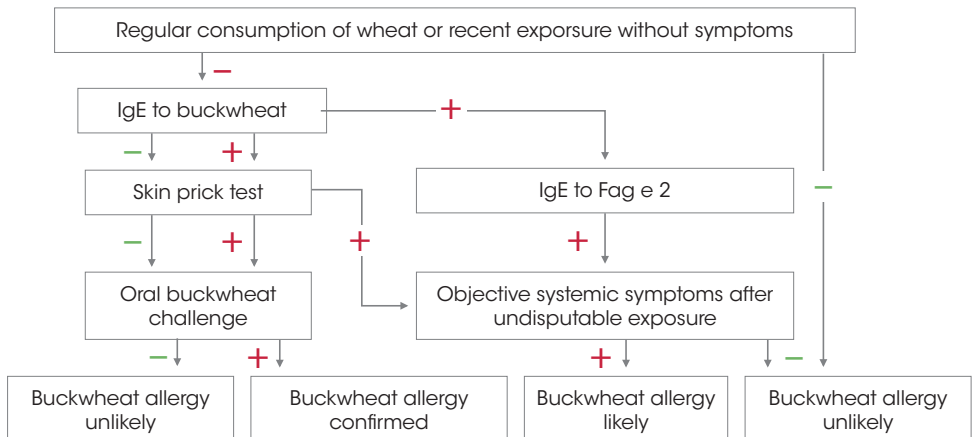 Regular consumption of wheat or recent exporsure without symptoms
−
IgE to buckwheat
+
− +
Skin prick test
IgE to Fag e 2
−
− +
+
+
Oral buckwheat
challenge
Objective systemic symptoms after
undisputable exposure
− +
+ −
Buckwheat allergy
unlikely
Buckwheat allergy
confirmed
Buckwheat allergy
likely
Buckwheat allergy
unlikely